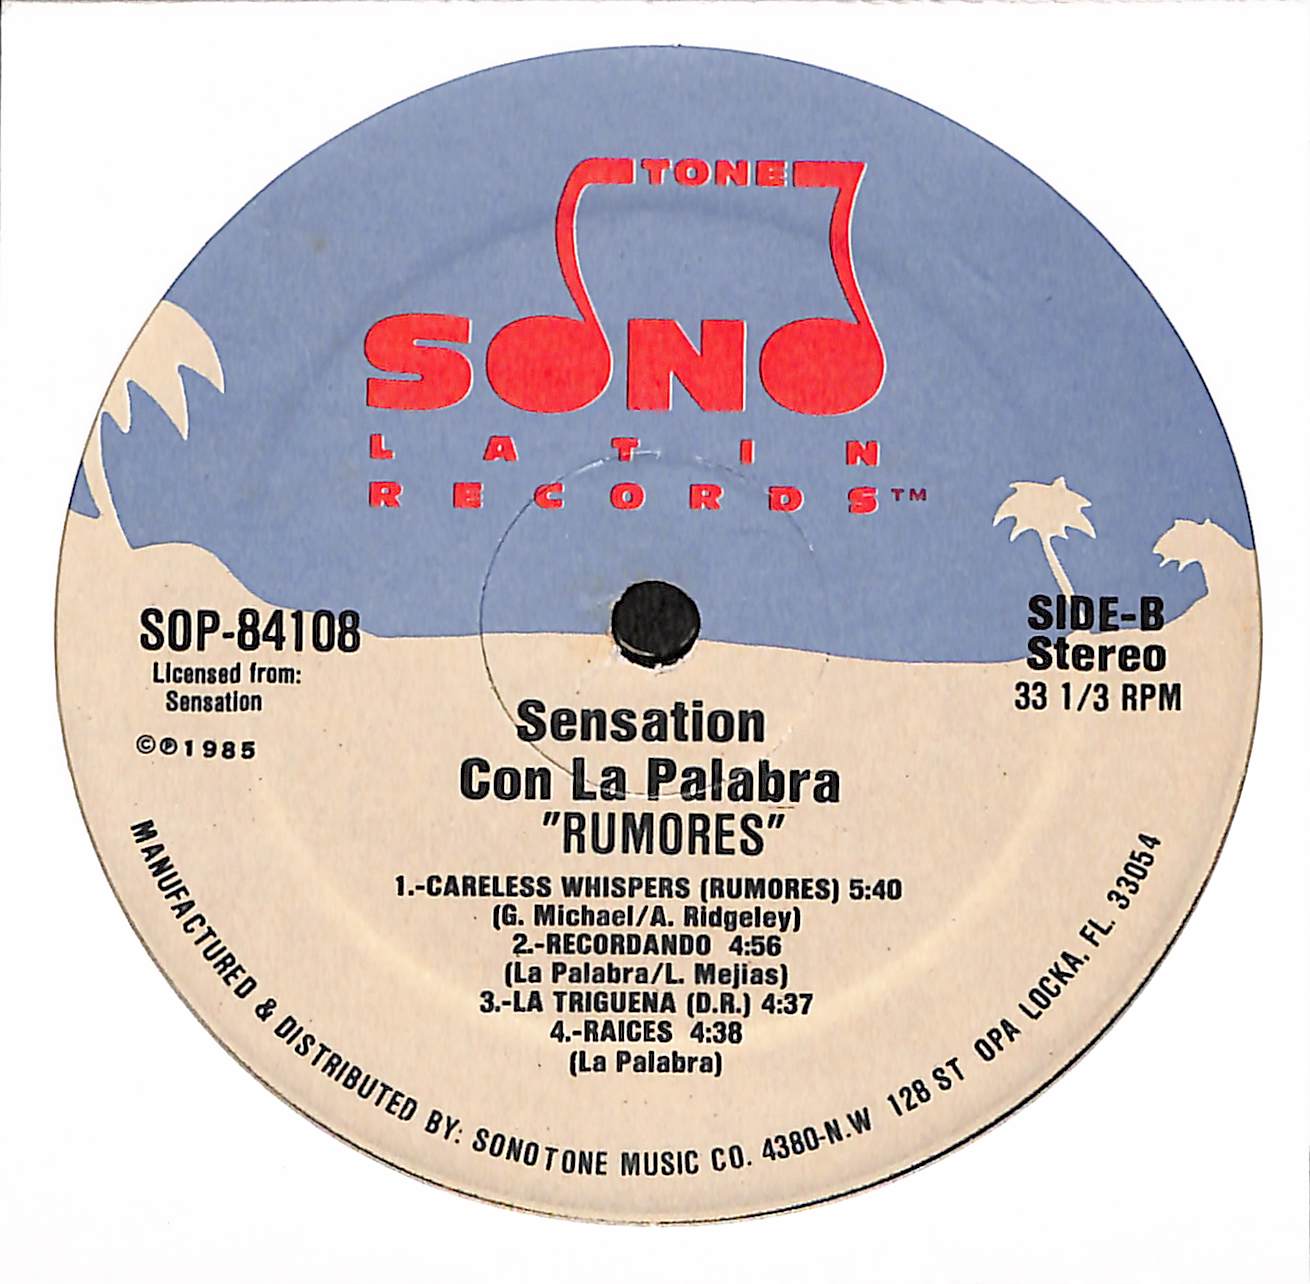 TONE
SONO
LATIN
RECORDS™
SOP-84108
Licensed from:
Sensation
©℗1985
SIDE-B
Stereo
33 1/3 RPM
Sensation
Con La Palabra
"RUMORES"
1.-CARELESS WHISPERS (RUMORES) 5:40
(G. Michael/A. Ridgeley)
2.-RECORDANDO 4:56
(La Palabra/L. Mejias)
3.-LA TRIGUENA (D.R.) 4:37
4.-RAICES 4:38
(La Palabra)
MANUFACTURED & DISTRIBUTED BY: SONOTONE MUSIC CO. 4380-N.W 128 ST OPA LOCKA, FL. 33054